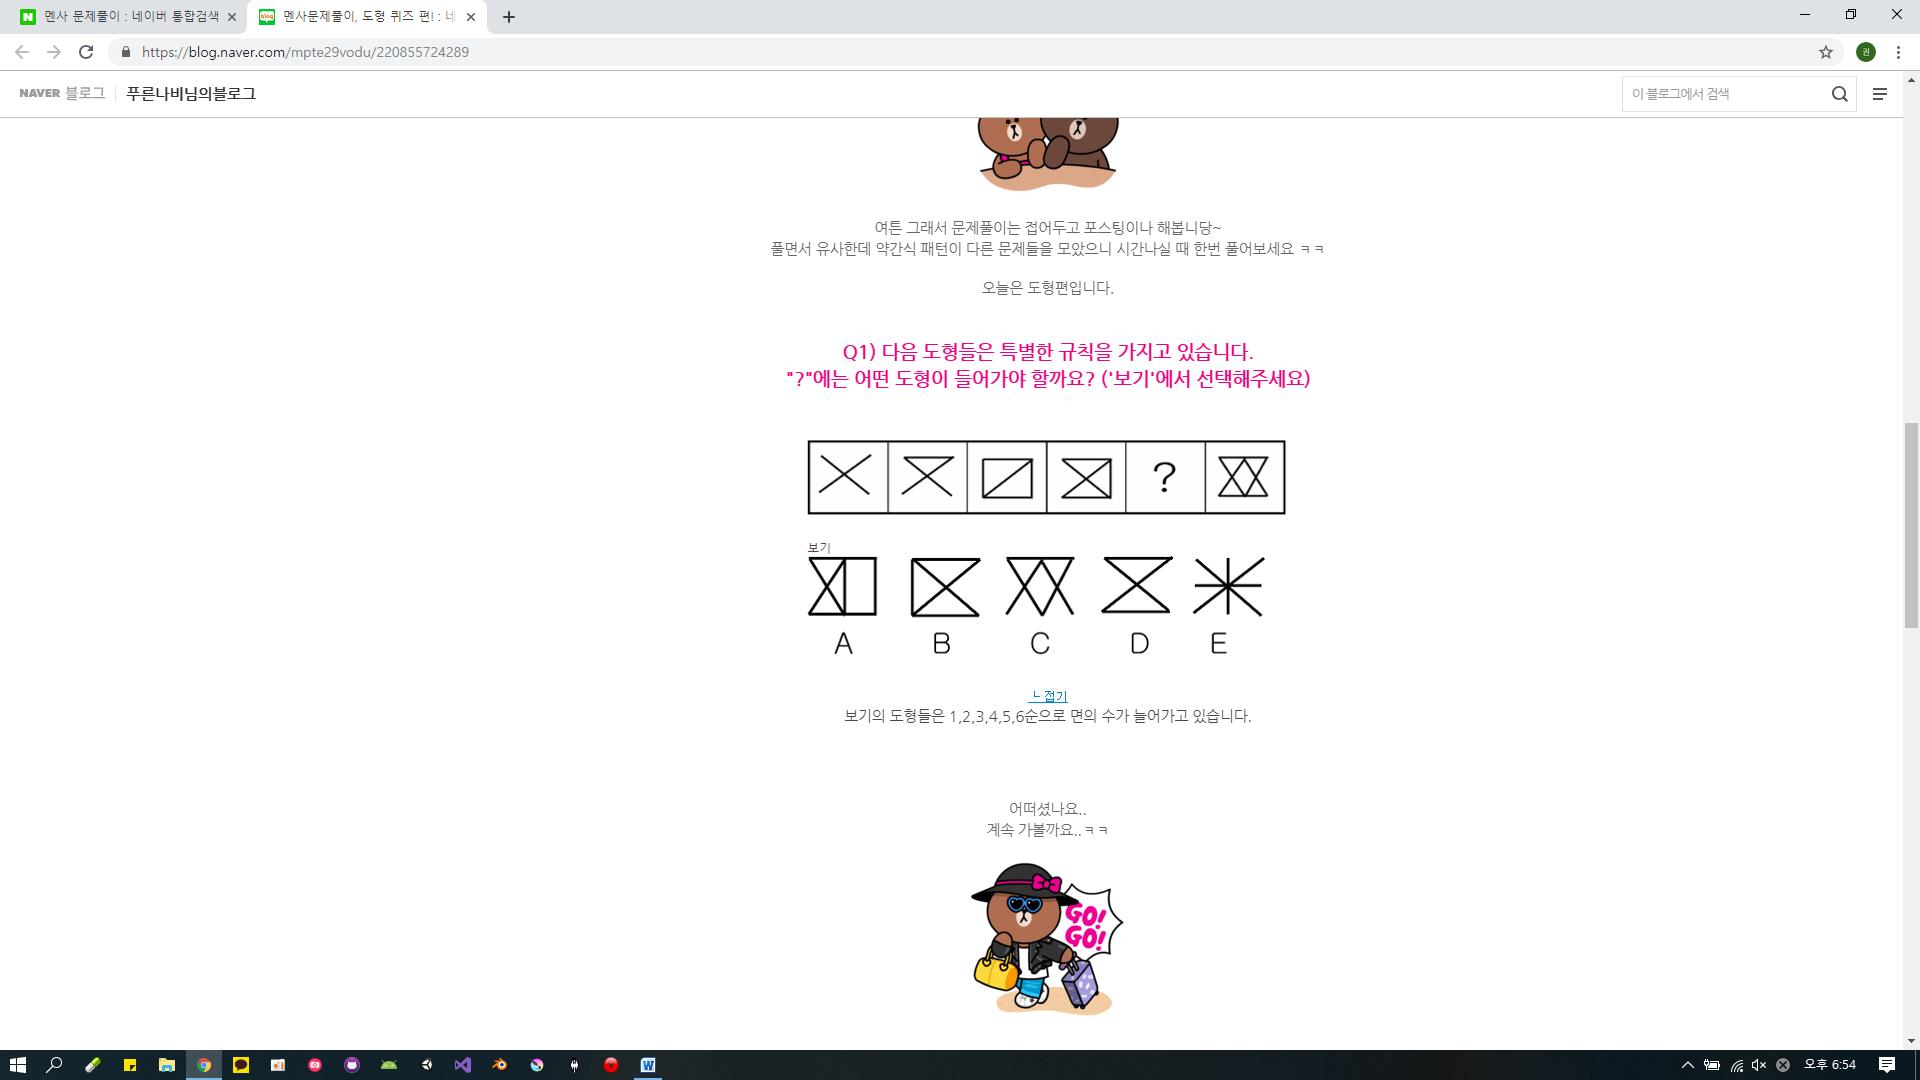 멘사 문제풀이 : 네이버 통합검색
멘사문제풀이, 도형 퀴즈 편! : 네
https://blog.naver.com/mpte29vodu/220855724289
권
NAVER 블로그
푸른나비님의블로그
이 블로그에서 검색
여튼 그래서 문제풀이는 접어두고 포스팅이나 해봅니당~
풀면서 유사한데 약간식 패턴이 다른 문제들을 모았으니 시간나실 때 한번 풀어보세요 ㅋㅋ
오늘은 도형편입니다.
Q1) 다음 도형들은 특별한 규칙을 가지고 있습니다.
"?"에는 어떤 도형이 들어가야 할까요? ('보기'에서 선택해주세요)
?
보기
A B C D E
ㄴ접기
보기의 도형들은 1,2,3,4,5,6순으로 면의 수가 늘어가고 있습니다.
어떠셨나요..
계속 가볼까요..ㅋㅋ
GO!
GO!
오후 6:54